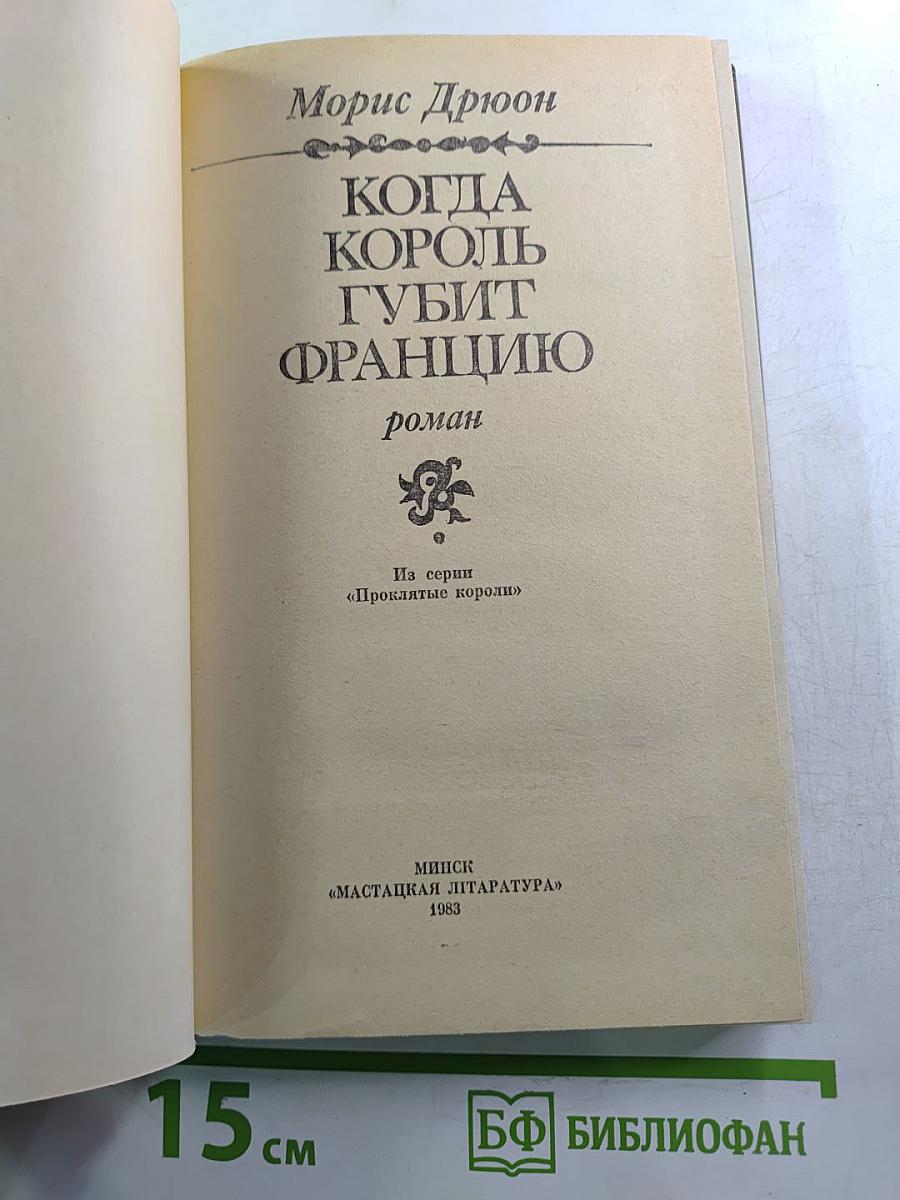 Морис Дрюон
КОГДА
КОРОЛЬ
ГУБИТ
ФРАНЦИЮ
роман
Из серии
«Проклятые короли»
МИНСК
«МАСТАЦКАЯ ЛІТАРАТУРА»
1983
15 см
БФ БИБЛИОФАН